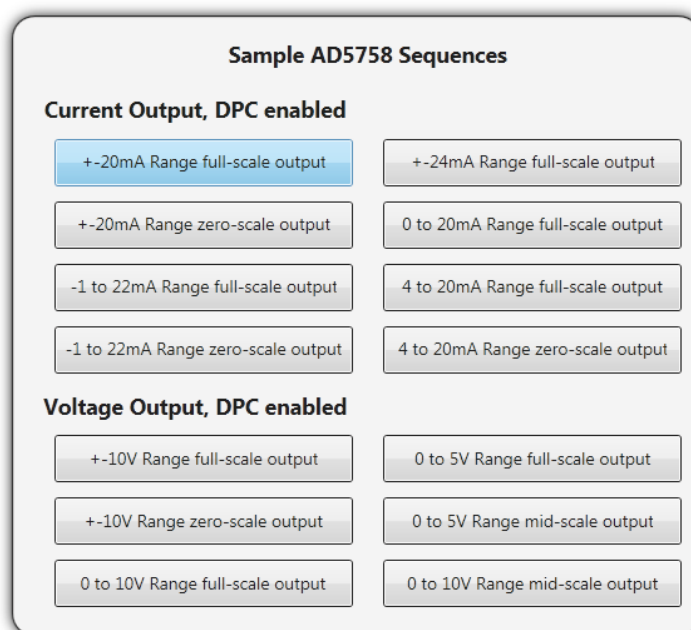 Sample AD5758 Sequences
Current Output, DPC enabled
+-20mA Range full-scale output
+-24mA Range full-scale output
+-20mA Range zero-scale output
0 to 20mA Range full-scale output
-1 to 22mA Range full-scale output
4 to 20mA Range full-scale output
-1 to 22mA Range zero-scale output
4 to 20mA Range zero-scale output
Voltage Output, DPC enabled
+-10V Range full-scale output
0 to 5V Range full-scale output
+-10V Range zero-scale output
0 to 5V Range mid-scale output
0 to 10V Range full-scale output
0 to 10V Range mid-scale output